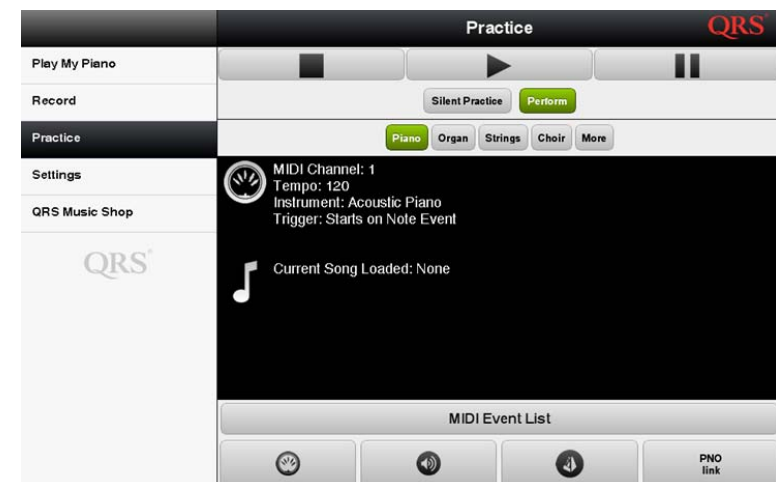 Practice
QRS
Play My Piano
Record
Practice
Settings
QRS Music Shop
QRS
Silent Practice
Perform
Piano
Organ
Strings
Choir
More
MIDI Channel: 1
Tempo: 120
Instrument: Acoustic Piano
Trigger: Starts on Note Event
Current Song Loaded: None
MIDI Event List
PNO
link